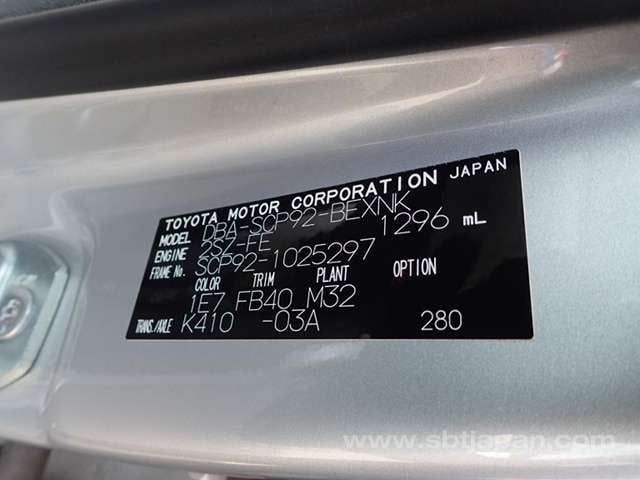 TOYOTA MOTOR CORPORATION JAPAN
MODEL DBA-SCP92-BEXNK
ENGINE 2SZ-FE 1296 mL
FRAME No. SCP92-1025297
COLOR TRIM PLANT OPTION
1E7 FB40 M32
TRANS./AXLE K410 -03A 280
www.sbtjapan.com